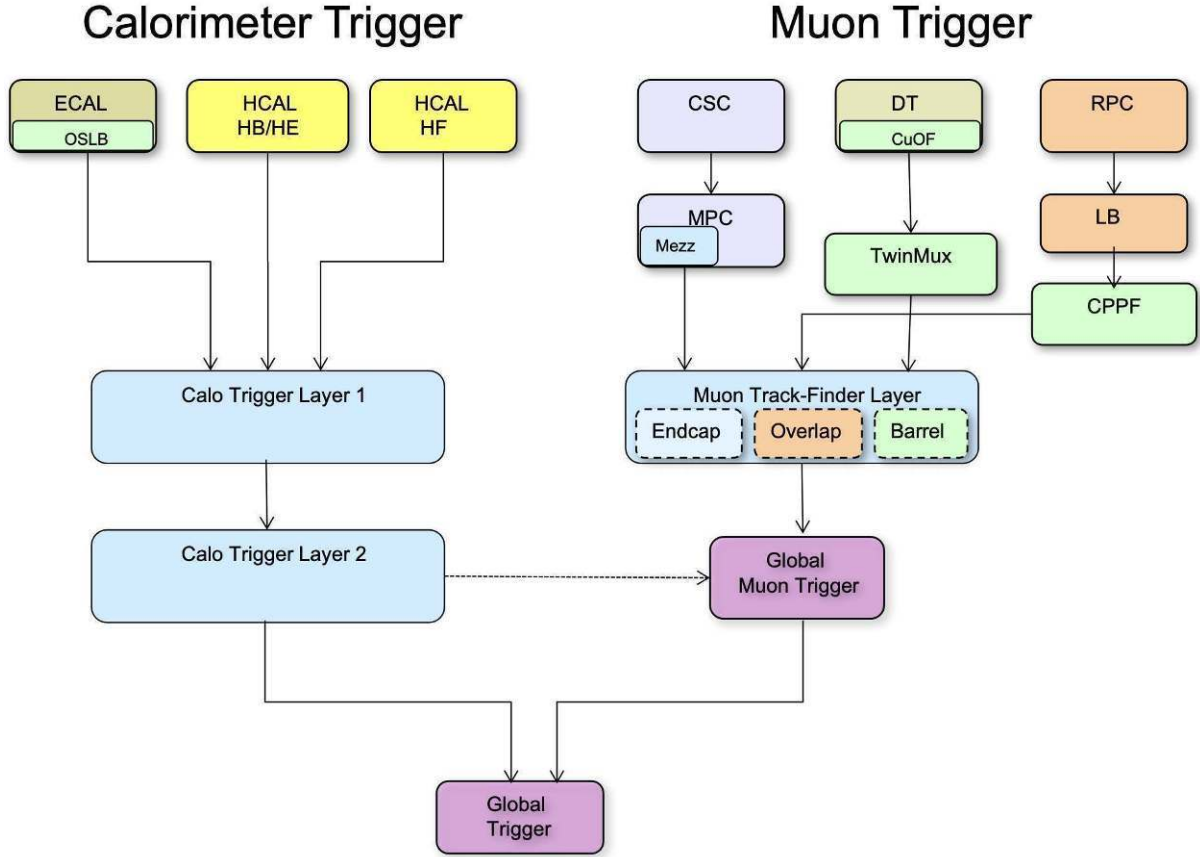 Calorimeter Trigger
Muon Trigger
ECAL
OSLB
HCAL
HB/HE
HCAL
HF
CSC
DT
CuOF
RPC
MPC
Mezz
LB
TwinMux
CPPF
Calo Trigger Layer 1
Muon Track-Finder Layer
Endcap
Overlap
Barrel
Calo Trigger Layer 2
Global
Muon Trigger
Global
Trigger